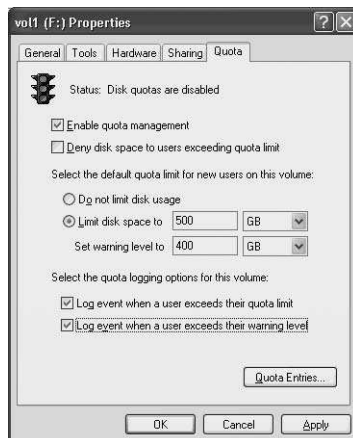 vol1 (F:) Properties
General Tools Hardware Sharing Quota
Status: Disk quotas are disabled
Enable quota management
Deny disk space to users exceeding quota limit
Select the default quota limit for new users on this volume:
Do not limit disk usage
Limit disk space to 500 GB
Set warning level to 400 GB
Select the quota logging options for this volume:
Log event when a user exceeds their quota limit
Log event when a user exceeds their warning level
Quota Entries...
OK Cancel Apply